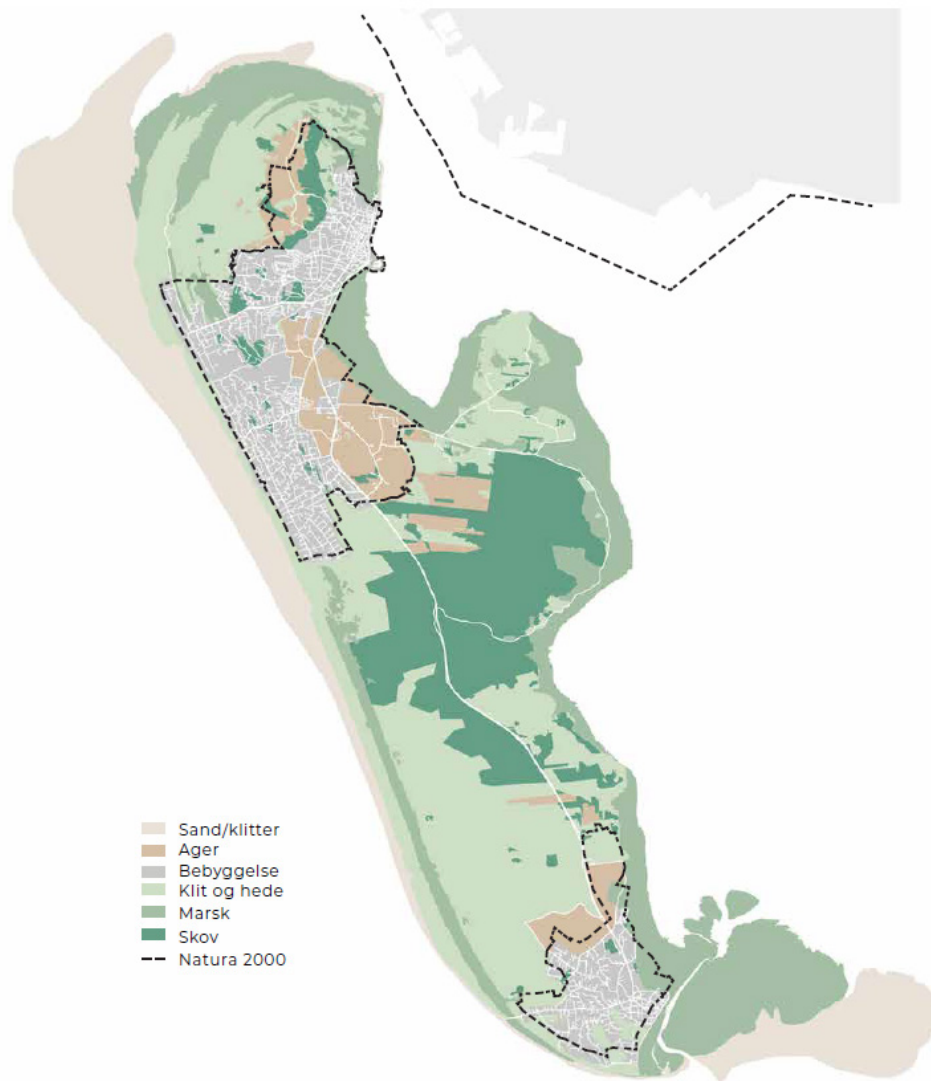 Sand/klitter
Ager
Bebyggelse
Klit og hede
Marsk
Skov
Natura 2000